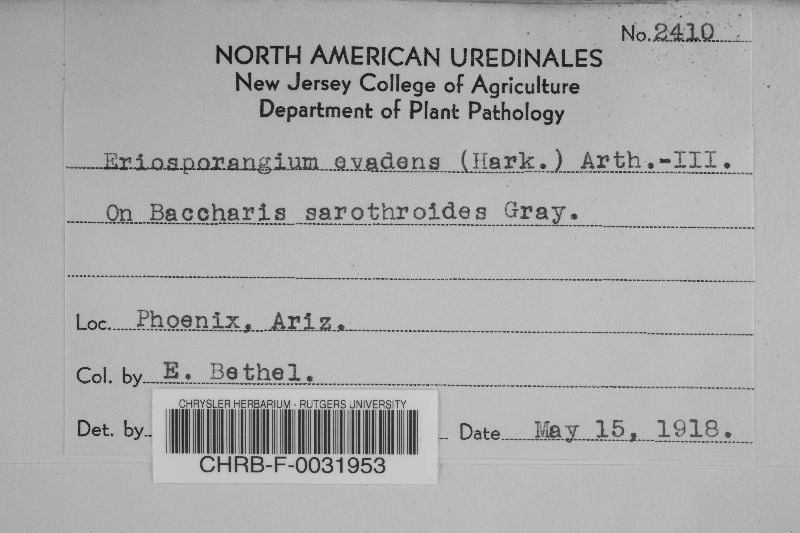 No. 2410
NORTH AMERICAN UREDINALES
New Jersey College of Agriculture
Department of Plant Pathology
Eriosporangium evadens (Hark.) Arth.-III.
On Baccharis sarothroides Gray.
Loc. Phoenix, Ariz.
Col. by E. Bethel.
Det. by
Date May 15, 1918.
CHRYSLER HERBARIUM - RUTGERS UNIVERSITY
CHRB-F-0031953